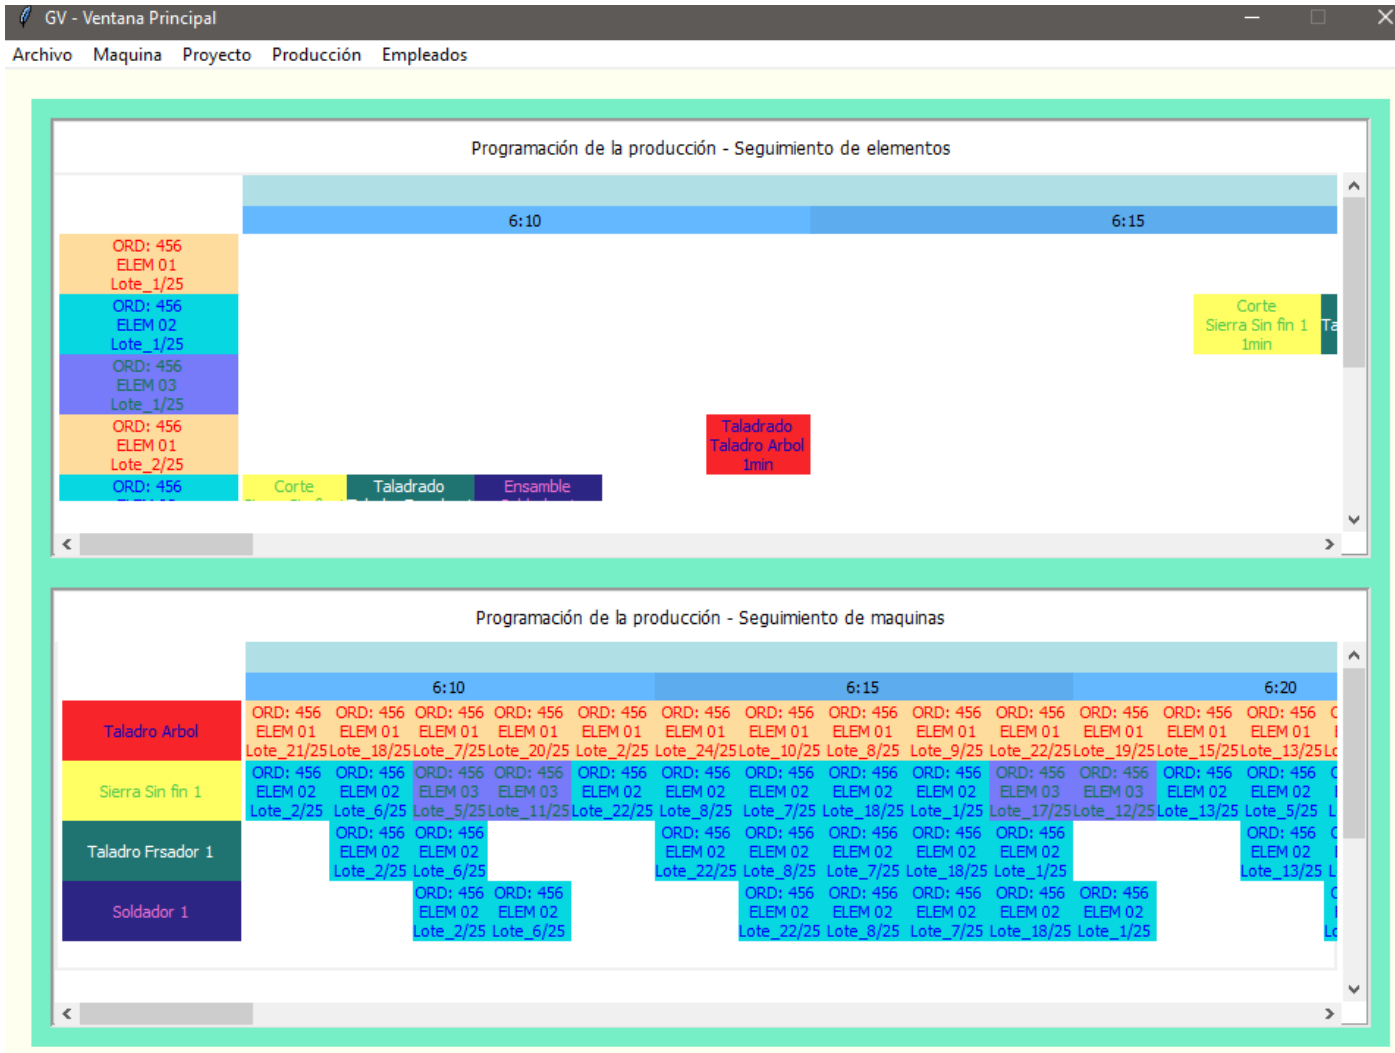 GV - Ventana Principal
Archivo Maquina Proyecto Producción Empleados
Programación de la producción - Seguimiento de elementos
6:10 6:15
ORD: 456
ELEM 01
Lote_1/25
ORD: 456 Corte
ELEM 02 Sierra Sin fin 1 Ta
Lote_1/25 1min
ORD: 456
ELEM 03
Lote_1/25
ORD: 456 Taladrado
ELEM 01 Taladro Arbol
Lote_2/25 1min
ORD: 456 Corte Taladrado Ensamble
Programación de la producción - Seguimiento de maquinas
6:10 6:15 6:20
ORD: 456 ORD: 456 ORD: 456 ORD: 456 ORD: 456 ORD: 456 ORD: 456 ORD: 456 ORD: 456 ORD: 456 ORD: 456 ORD: 456 ORD: 456
Taladro Arbol ELEM 01 ELEM 01 ELEM 01 ELEM 01 ELEM 01 ELEM 01 ELEM 01 ELEM 01 ELEM 01 ELEM 01 ELEM 01 ELEM 01 ELEM 01
Lote_21/25 Lote_18/25 Lote_7/25 Lote_20/25 Lote_2/25 Lote_24/25 Lote_10/25 Lote_8/25 Lote_9/25 Lote_22/25 Lote_19/25 Lote_15/25 Lote_13/25
ORD: 456 ORD: 456 ORD: 456 ORD: 456 ORD: 456 ORD: 456 ORD: 456 ORD: 456 ORD: 456 ORD: 456 ORD: 456 ORD: 456 ORD: 456
Sierra Sin fin 1 ELEM 02 ELEM 02 ELEM 03 ELEM 03 ELEM 02 ELEM 02 ELEM 02 ELEM 02 ELEM 02 ELEM 03 ELEM 03 ELEM 02 ELEM 02
Lote_2/25 Lote_6/25 Lote_5/25 Lote_11/25 Lote_22/25 Lote_8/25 Lote_7/25 Lote_18/25 Lote_1/25 Lote_17/25 Lote_12/25 Lote_13/25 Lote_5/25
ORD: 456 ORD: 456 ORD: 456 ORD: 456 ORD: 456 ORD: 456 ORD: 456 ORD: 456
Taladro Frsador 1 ELEM 02 ELEM 02 ELEM 02 ELEM 02 ELEM 02 ELEM 02 ELEM 02 ELEM 02
Lote_2/25 Lote_6/25 Lote_22/25 Lote_8/25 Lote_7/25 Lote_18/25 Lote_1/25 Lote_13/25
ORD: 456 ORD: 456 ORD: 456 ORD: 456 ORD: 456 ORD: 456 ORD: 456
Soldador 1 ELEM 02 ELEM 02 ELEM 02 ELEM 02 ELEM 02 ELEM 02 ELEM 02
Lote_2/25 Lote_6/25 Lote_22/25 Lote_8/25 Lote_7/25 Lote_18/25 Lote_1/25